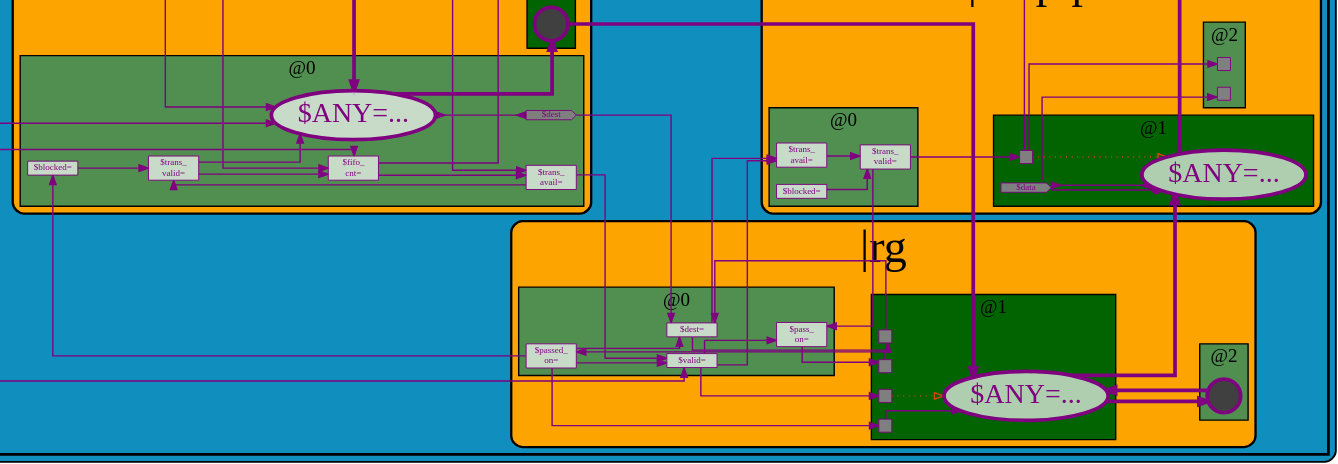 @0
$ANY=...
$dest
$blocked=
$trans_
valid=
$fifo_
cnt=
$trans_
avail=
@2
@0
$trans_
avail=
$trans_
valid=
$blocked=
@1
$ANY=...
$data
|rg
@0
$dest=
$pass_
on=
$passed_
on=
$valid=
@1
$ANY=...
@2